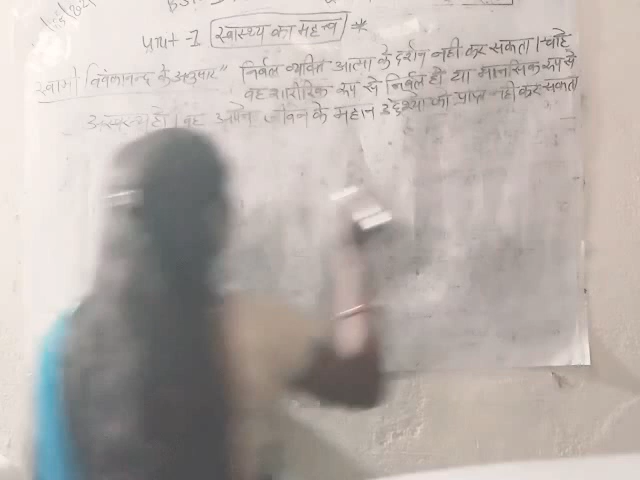 unit -1 स्वास्थ्य का महत्त्व
स्वामी विवेकानन्द के अनुसार " निर्बल व्यक्ति आत्मा के दर्शन नही कर सकता । चाहे
वह शारीरिक रूप से निर्बल हो या मानसिक रूप से
अस्वस्थ हो । वह अपने जीवन के महान उद्देश्यो को प्राप्त नही कर सकता